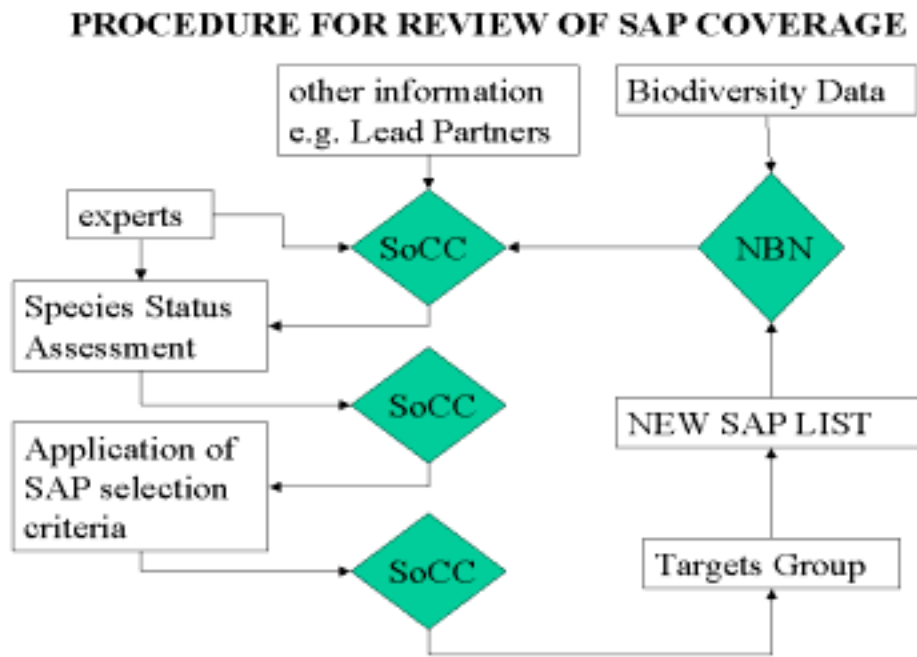 PROCEDURE FOR REVIEW OF SAP COVERAGE
other information
e.g. Lead Partners
Biodiversity Data
experts
SoCC
NBN
Species Status
Assessment
SoCC
NEW SAP LIST
Application of
SAP selection
criteria
SoCC
Targets Group